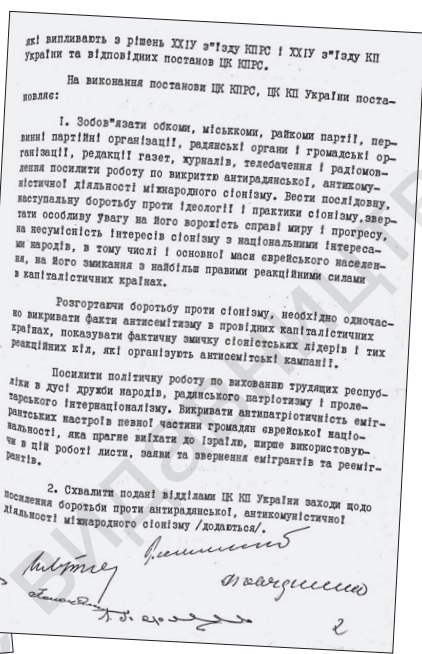 які випливають з рішень ХХІУ з"їзду КПРС і ХХІУ з"їзду КП
України та відповідних постанов ЦК КПРС.
На виконання постанови ЦК КПРС, ЦК КП України поста-
новляє:
І. Зобов"язати обкоми, міськкоми, райкоми партії, пер-
винні партійні організації, радянські органи і громадські ор-
ганізації, редакції газет, журналів, телебачення і радіомов-
лення посилити роботу по викриттю антирадянської, антикому-
ністичної діяльності міжнародного сіонізму. Вести послідовну,
наступальну боротьбу проти ідеології і практики сіонізму, звер-
тати особливу увагу на його ворожість справі миру і прогресу,
на несумісність інтересів сіонізму з національними інтереса-
ми народів, в тому числі і основної маси єврейського населен-
ня, на його змикання з найбільш правими реакційними силами
в капіталістичних країнах.
Розгортаючи боротьбу проти сіонізму, необхідно одночас-
но викривати факти антисемітизму в провідних капіталістичних
країнах, показувати фактичну змичку сіоністських лідерів і тих
реакційних кіл, які організують антисемітські кампанії.
Посилити політичну роботу по вихованню трудящих респуб-
ліки в дусі дружби народів, радянського патріотизму і проле-
тарського інтернаціоналізму. Викривати антипатріотичність еміг-
рантських настроїв певної частини громадян єврейської націо-
нальності, яка прагне виїхати до Ізраїлю, ширше використовую-
чи в цій роботі листи, заяви та звернення емігрантів та рееміг-
рантів.
2. Схвалити подані відділами ЦК КП України заходи щодо
посилення боротьби проти антирадянської, антикомуністичної
діяльності міжнародного сіонізму /додаються/.
2